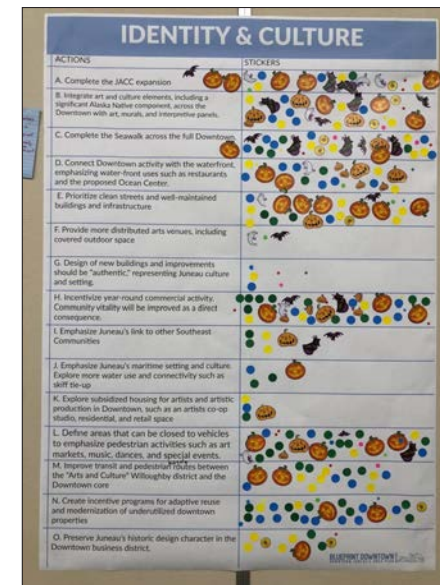 IDENTITY & CULTURE
ACTIONS
STICKERS
A. Complete the JACC expansion
B. Integrate art and culture elements, including a
significant Alaska Native component, across the
Downtown with art, murals, and interpretive panels.
C. Complete the Seawalk across the full Downtown.
D. Connect Downtown activity with the waterfront,
emphasizing water-front uses such as restaurants
and the proposed Ocean Center.
E. Prioritize clean streets and well-maintained
buildings and infrastructure
F. Provide more distributed arts venues, including
covered outdoor space
G. Design of new buildings and improvements
should be "authentic," representing Juneau culture
and setting.
H. Incentivize year-round commercial activity.
Community vitality will be improved as a direct
consequence.
I. Emphasize Juneau's link to other Southeast
Communities
J. Emphasize Juneau's maritime setting and culture.
Explore more water use and connectivity such as
skiff tie-up
K. Explore subsidized housing for artists and artistic
production in Downtown, such as an artists co-op
studio, residential, and retail space
L. Define areas that can be closed to vehicles
to emphasize pedestrian activities such as art
markets, music, dances, and special events.
M. Improve transit and pedestrian routes between
the "Arts and Culture" Willoughby district and the
Downtown core
N. Create incentive programs for adaptive reuse
and modernization of underutilized downtown
properties
O. Preserve Juneau's historic design character in the
Downtown business district.
BLUEPRINT DOWNTOWN